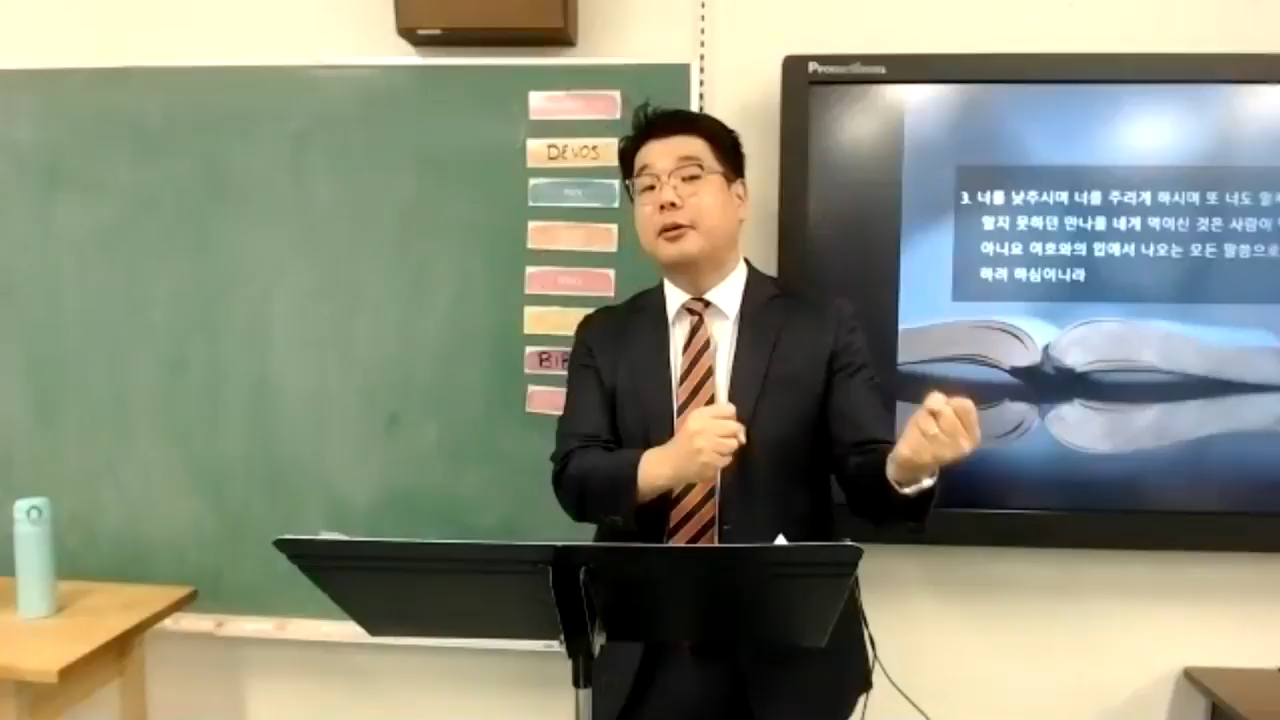 Promethean
DEVOS
BIB
3. 너를 낮추시며 너를 주리게 하시며 또 너도 알
알지 못하던 만나를 네게 먹이신 것은 사람이
아니요 여호와의 입에서 나오는 모든 말씀으로
하려 하심이니라